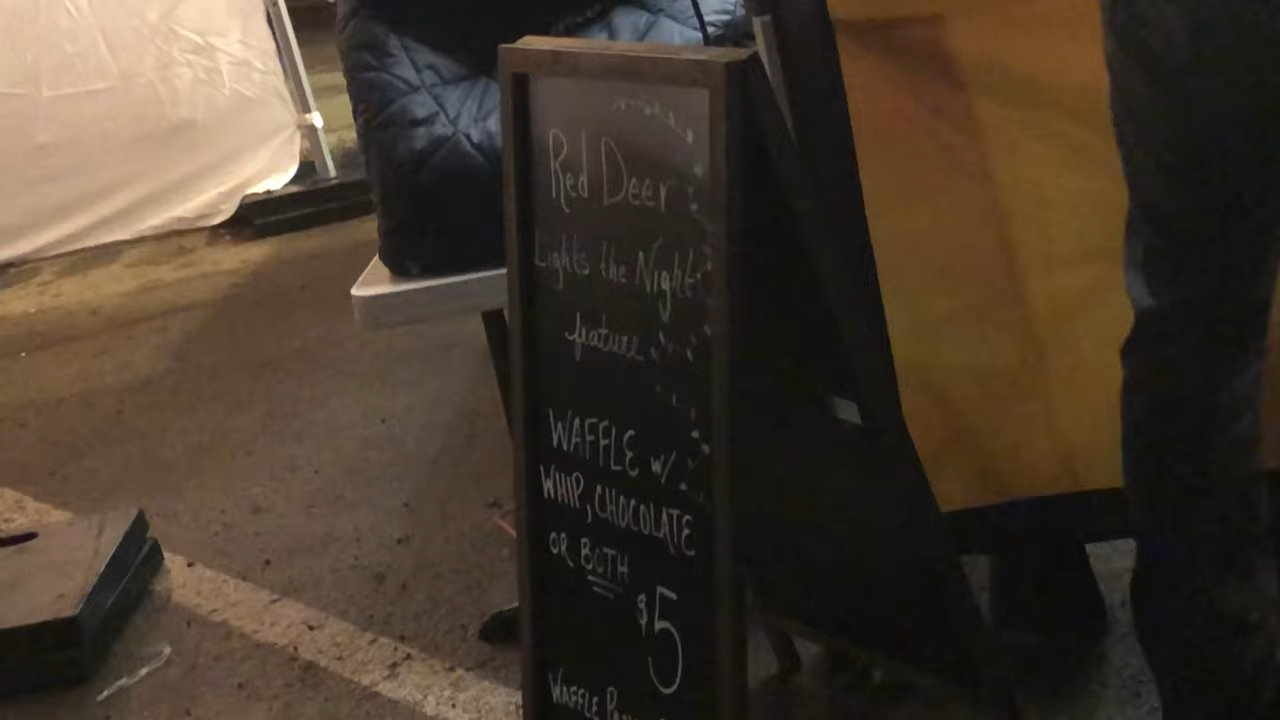 Red Deer
Lights the Night
feature
WAFFLE w/
WHIP, CHOCOLATE
OR BOTH
$5
WAFFLE